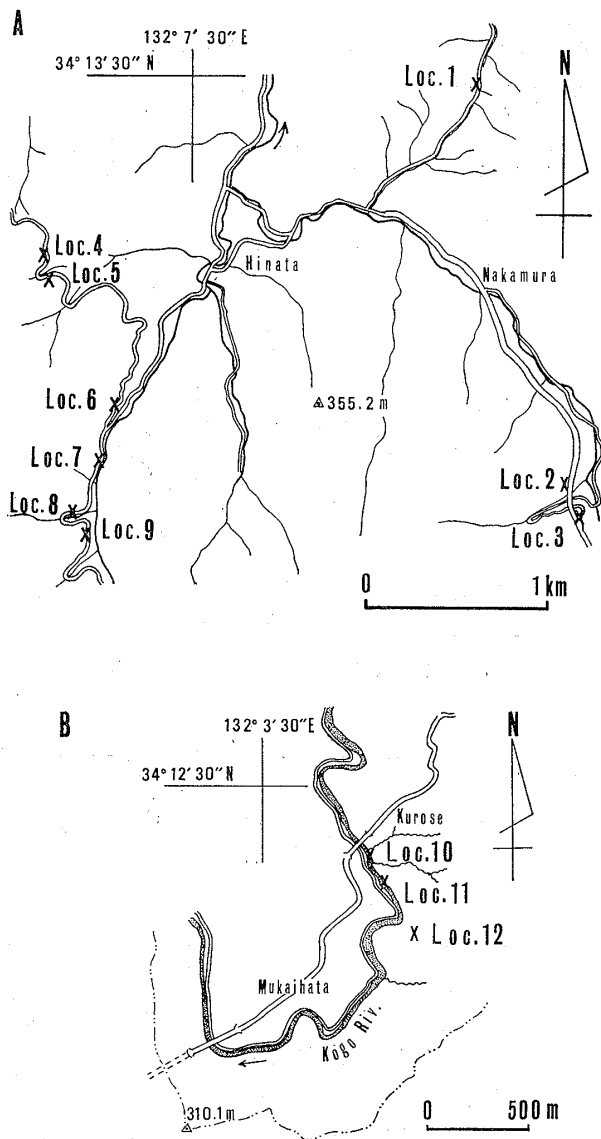 A
132° 7' 30" E
34° 13' 30" N
Loc.1
N
Loc.4
Loc.5
Hinata
Nakamura
355.2 m
Loc.6
Loc.7
Loc.2
Loc.8
Loc.9
Loc.3
0 1 km
B
132° 3' 30" E
34° 12' 30" N
N
Kurose
Loc.10
Loc.11
Loc.12
Mukaihata
Kōgo Riv.
310.1 m
0 500 m